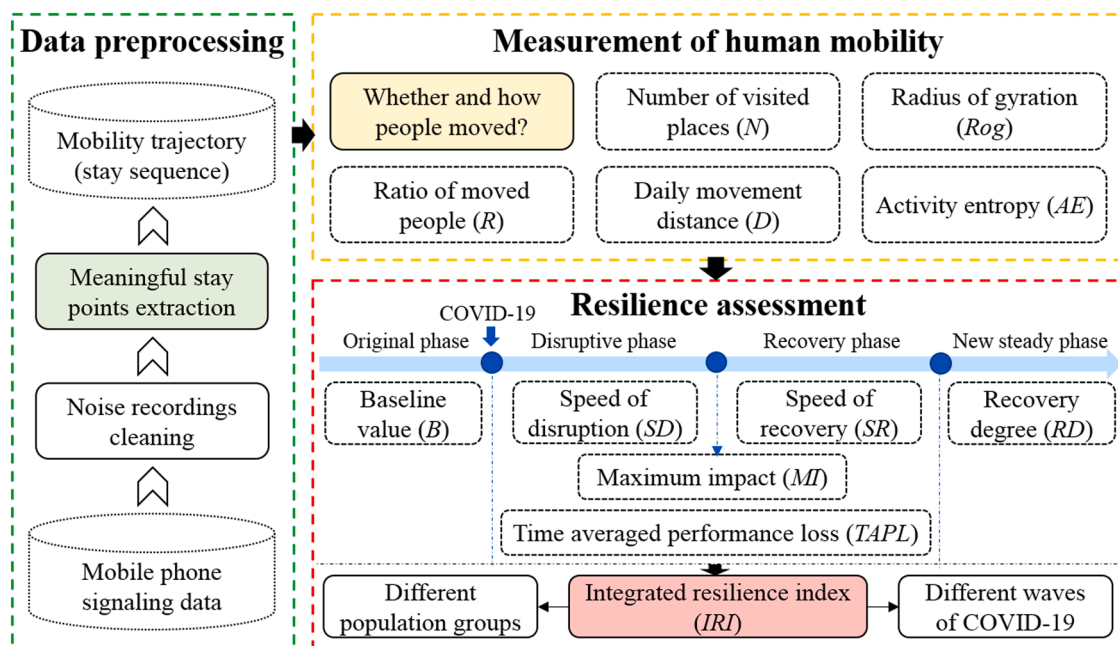 Data preprocessing
Mobility trajectory
(stay sequence)
Meaningful stay
points extraction
Noise recordings
cleaning
Mobile phone
signaling data
Measurement of human mobility
Whether and how
people moved?
Number of visited
places (N)
Radius of gyration
(Rog)
Ratio of moved
people (R)
Daily movement
distance (D)
Activity entropy (AE)
Resilience assessment
COVID-19
Original phase
Disruptive phase
Recovery phase
New steady phase
Baseline
value (B)
Speed of
disruption (SD)
Speed of
recovery (SR)
Recovery
degree (RD)
Maximum impact (MI)
Time averaged performance loss (TAPL)
Different
population groups
Integrated resilience index
(IRI)
Different waves
of COVID-19